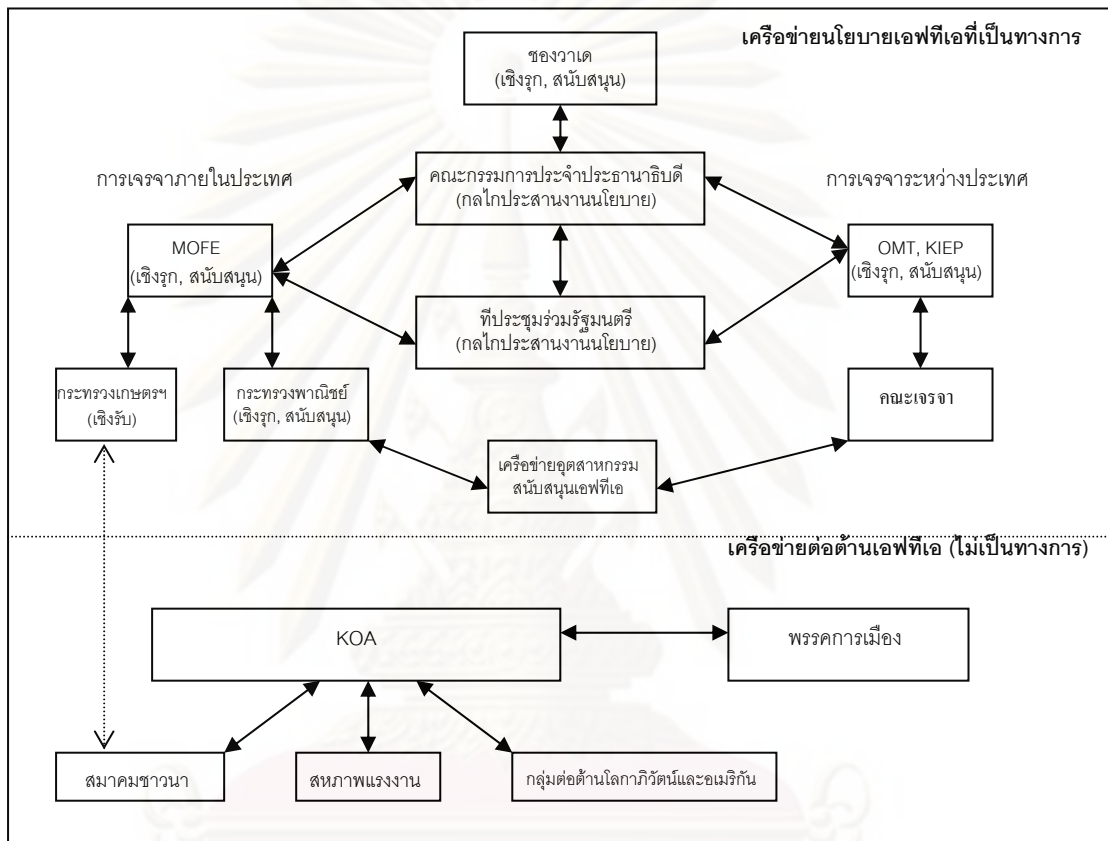 เครือข่ายนโยบายเอฟทีเอที่เป็นทางการ
ชองวาเด
(เชิงรุก, สนับสนุน)
การเจรจาภายในประเทศ
คณะกรรมการประจำประธานาธิบดี
(กลไกประสานงานนโยบาย)
การเจรจาระหว่างประเทศ
MOFE
(เชิงรุก, สนับสนุน)
OMT, KIEP
(เชิงรุก, สนับสนุน)
ที่ประชุมร่วมรัฐมนตรี
(กลไกประสานงานนโยบาย)
กระทรวงเกษตรฯ
(เชิงรับ)
กระทรวงพาณิชย์
(เชิงรุก, สนับสนุน)
คณะเจรจา
เครือข่ายอุตสาหกรรม
สนับสนุนเอฟทีเอ
เครือข่ายต่อต้านเอฟทีเอ (ไม่เป็นทางการ)
KOA
พรรคการเมือง
สมาคมชาวนา
สหภาพแรงงาน
กลุ่มต่อต้านโลกาภิวัตน์และอเมริกัน